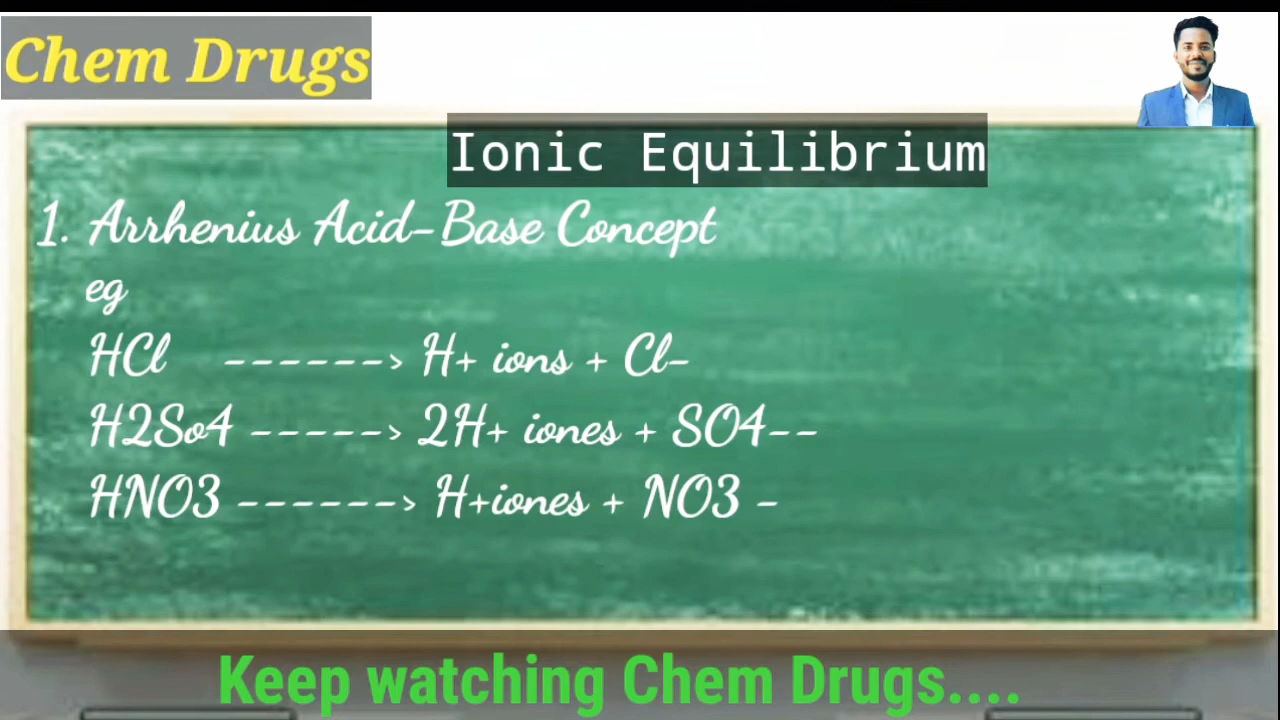 Chem Drugs
Ionic Equilibrium
1. Arrhenius Acid-Base Concept
eg
HCl ------> H+ ions + Cl-
H2So4 -----> 2H+ iones + SO4--
HNO3 ------> H+iones + NO3 -
Keep watching Chem Drugs....